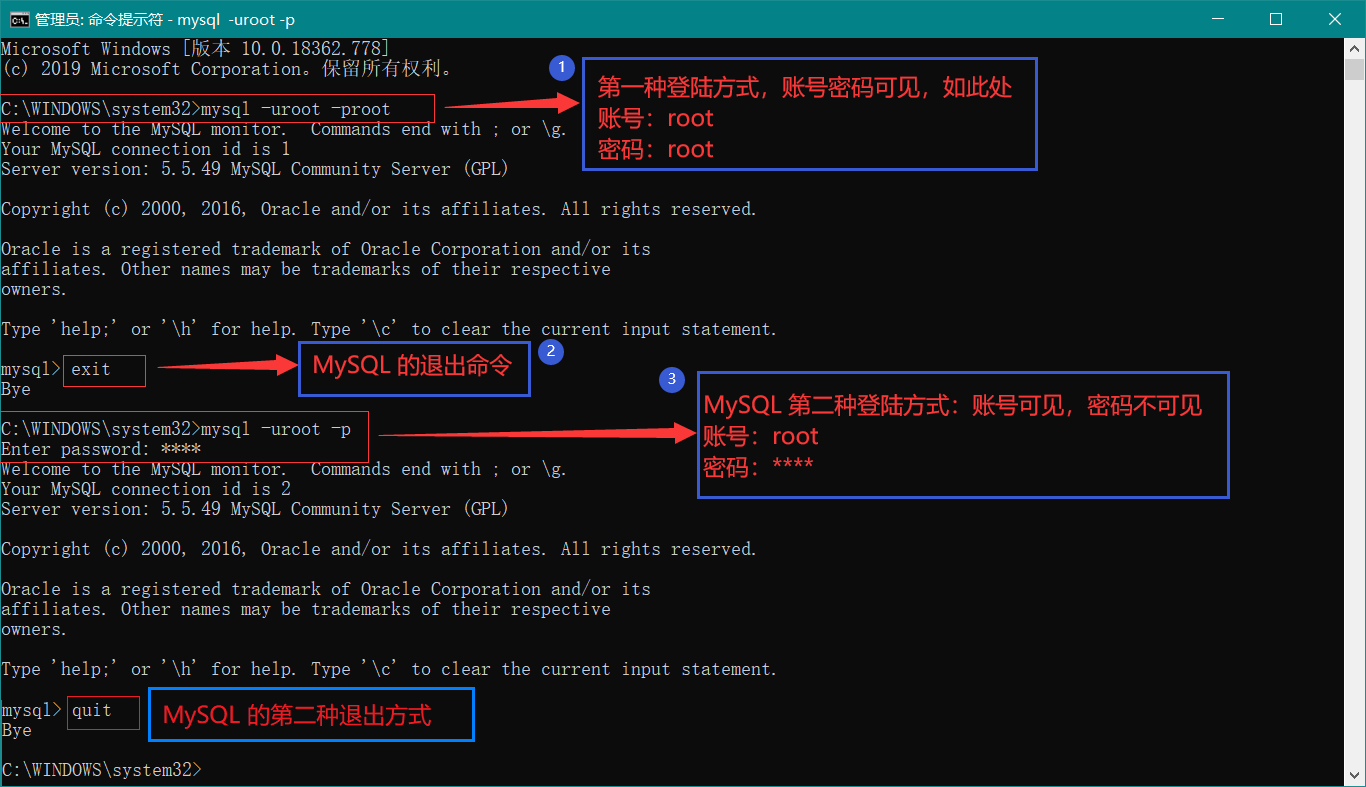 管理员: 命令提示符 - mysql  -uroot -p
Microsoft Windows [版本 10.0.18362.778]
(c) 2019 Microsoft Corporation。保留所有权利。
1
第一种登陆方式，账号密码可见，如此处
账号：root
密码：root
C:\WINDOWS\system32>mysql -uroot -proot
Welcome to the MySQL monitor.  Commands end with ; or \g.
Your MySQL connection id is 1
Server version: 5.5.49 MySQL Community Server (GPL)
Copyright (c) 2000, 2016, Oracle and/or its affiliates. All rights reserved.
Oracle is a registered trademark of Oracle Corporation and/or its
affiliates. Other names may be trademarks of their respective
owners.
Type 'help;' or '\h' for help. Type '\c' to clear the current input statement.
mysql> exit
MySQL 的退出命令
2
Bye
3
MySQL 第二种登陆方式：账号可见，密码不可见
账号：root
密码：****
C:\WINDOWS\system32>mysql -uroot -p
Enter password: ****
Welcome to the MySQL monitor.  Commands end with ; or \g.
Your MySQL connection id is 2
Server version: 5.5.49 MySQL Community Server (GPL)
Copyright (c) 2000, 2016, Oracle and/or its affiliates. All rights reserved.
Oracle is a registered trademark of Oracle Corporation and/or its
affiliates. Other names may be trademarks of their respective
owners.
Type 'help;' or '\h' for help. Type '\c' to clear the current input statement.
mysql> quit
MySQL 的第二种退出方式
Bye
C:\WINDOWS\system32>